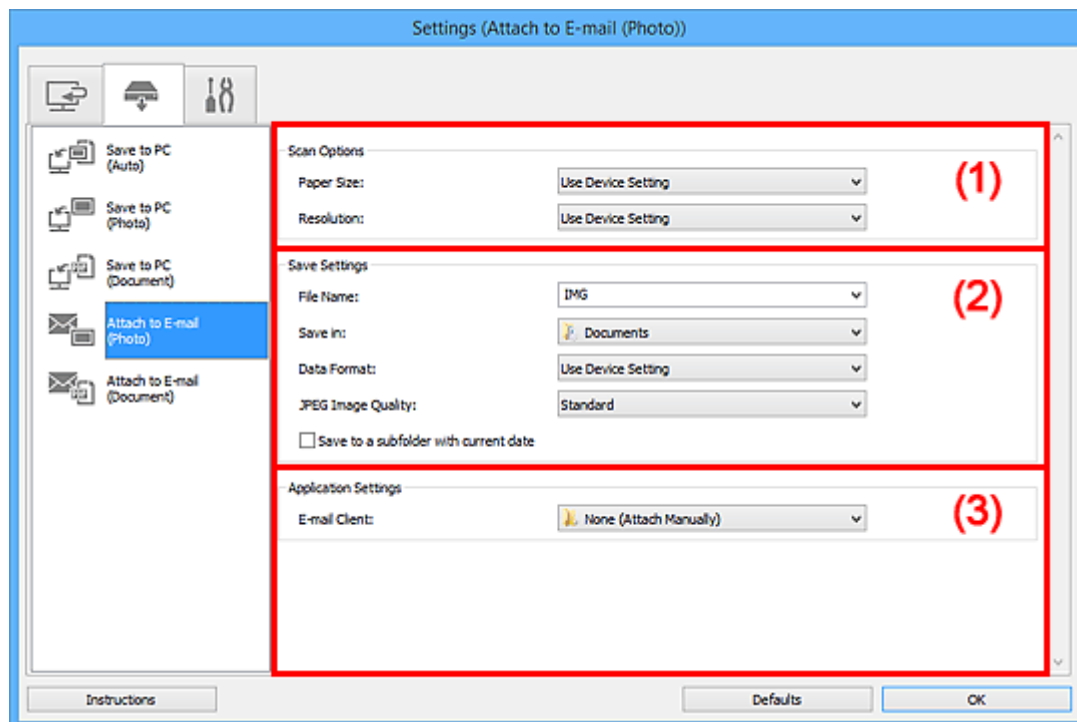 Settings (Attach to E-mail (Photo))
Save to PC
(Auto)
Save to PC
(Photo)
Save to PC
(Document)
Attach to E-mail
(Photo)
Attach to E-mail
(Document)
Scan Options
(1)
Paper Size: Use Device Setting
Resolution: Use Device Setting
Save Settings
(2)
File Name: IMG
Save in: Documents
Data Format: Use Device Setting
JPEG Image Quality: Standard
Save to a subfolder with current date
Application Settings
(3)
E-mail Client: None (Attach Manually)
Instructions Defaults OK